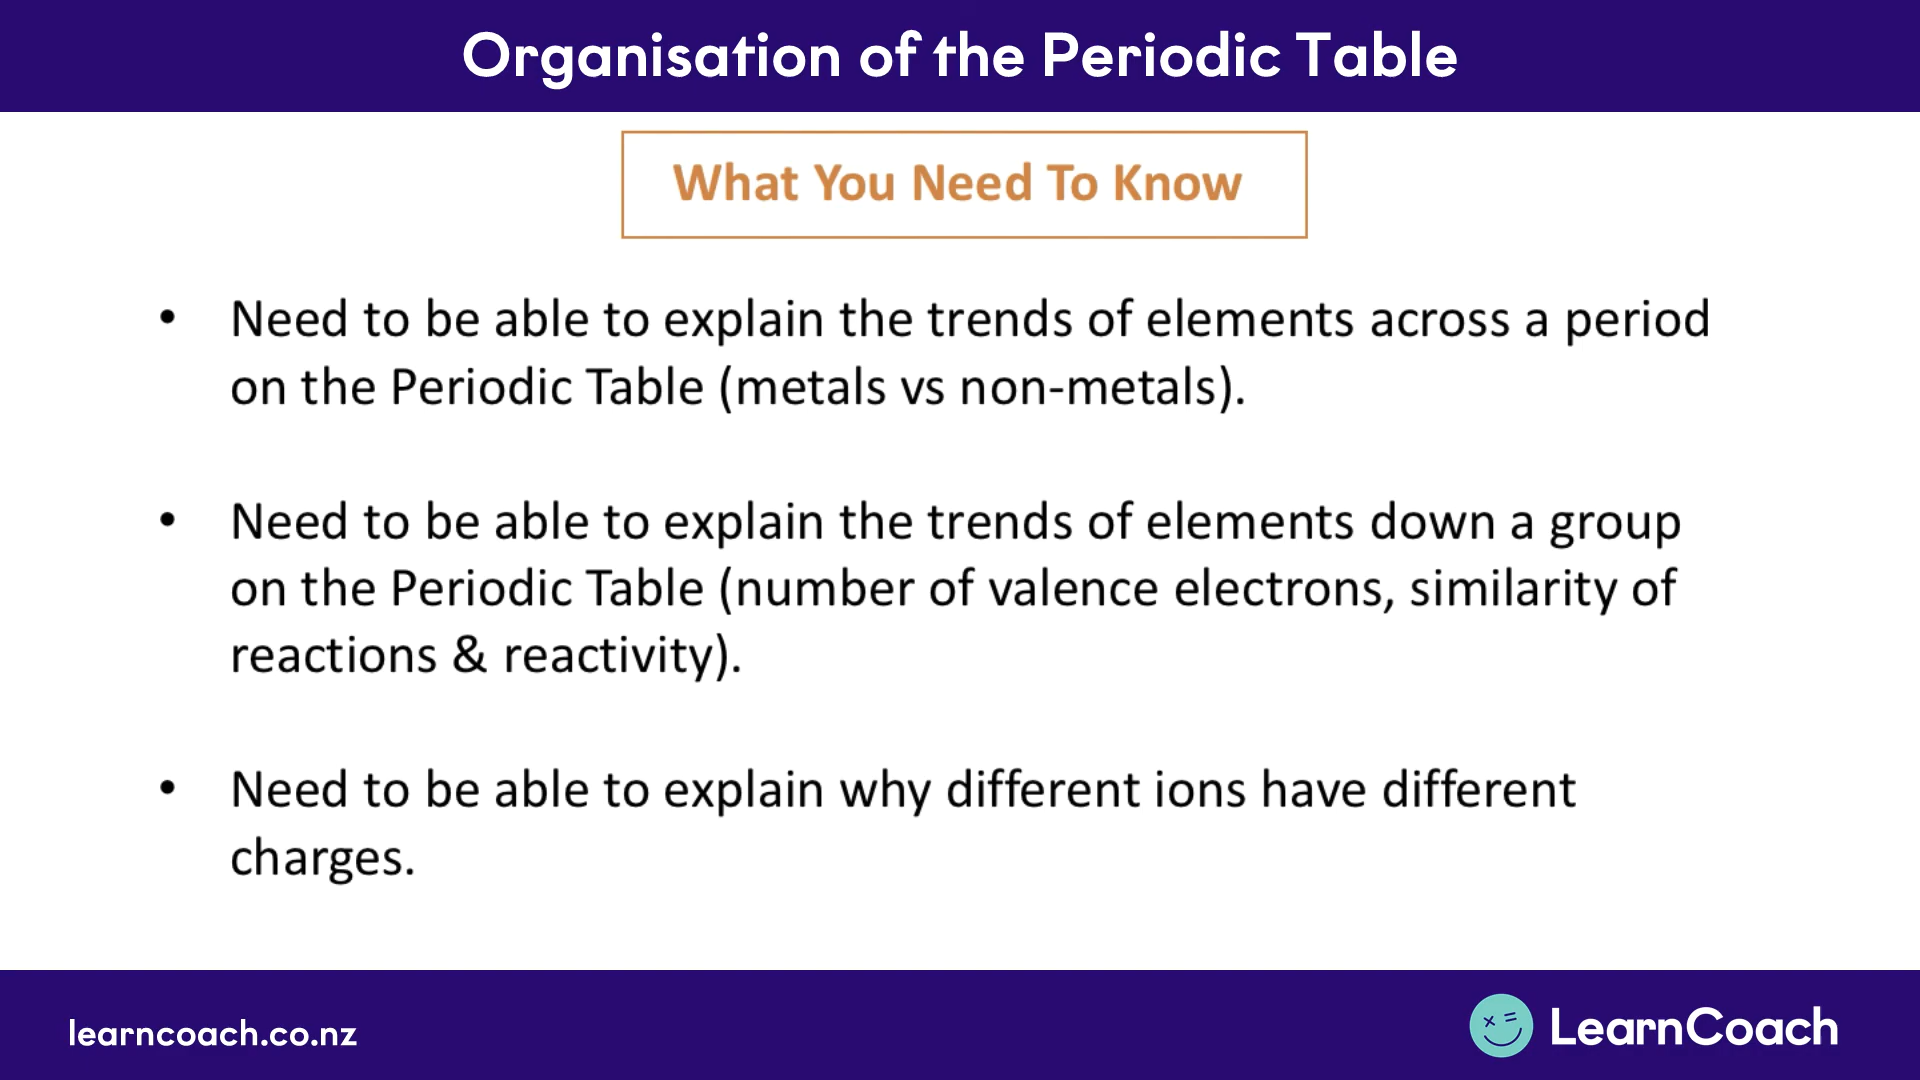 Organisation of the Periodic Table
What You Need To Know
• Need to be able to explain the trends of elements across a period
on the Periodic Table (metals vs non-metals).
• Need to be able to explain the trends of elements down a group
on the Periodic Table (number of valence electrons, similarity of
reactions & reactivity).
• Need to be able to explain why different ions have different
charges.
learncoach.co.nz
LearnCoach